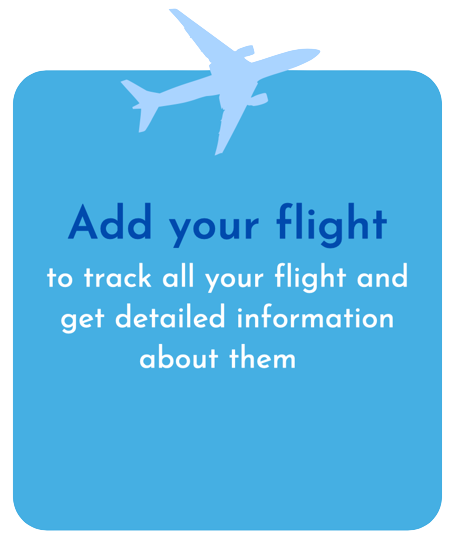 Add your flight
to track all your flight and
get detailed information
about them